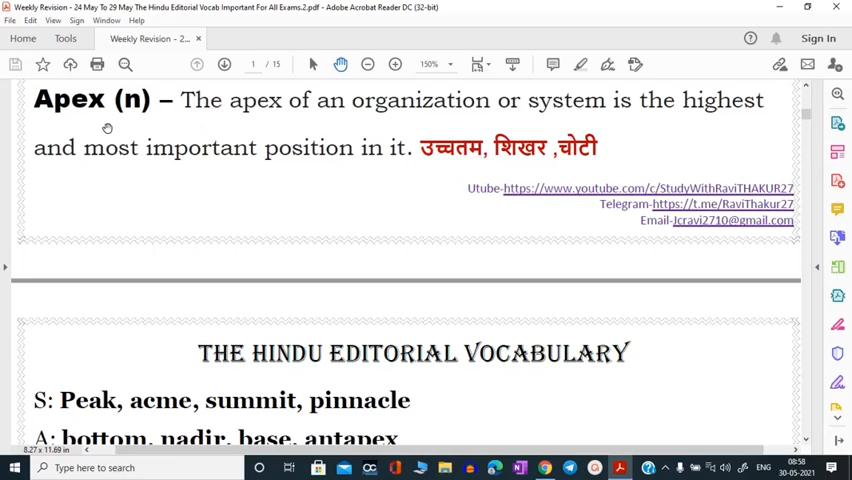 Weekly Revision - 24 May To 29 May The Hindu Editorial Vocab Important For All Exams.2.pdf - Adobe Acrobat Reader DC (32-bit)
File Edit View Sign Window Help
Home Tools Weekly Revision - 2... × Sign In
1 / 15 150%
Apex (n) – The apex of an organization or system is the highest
and most important position in it. उच्चतम, शिखर ,चोटी
Utube-https://www.youtube.com/c/StudyWithRaviTHAKUR27
Telegram-https://t.me/RaviThakur27
Email-Jcravi2710@gmail.com
THE HINDU EDITORIAL VOCABULARY
S: Peak, acme, summit, pinnacle
A: bottom, nadir, base, antapex
8.27 x 11.69 in
Type here to search
ENG
08:58
30-05-2021